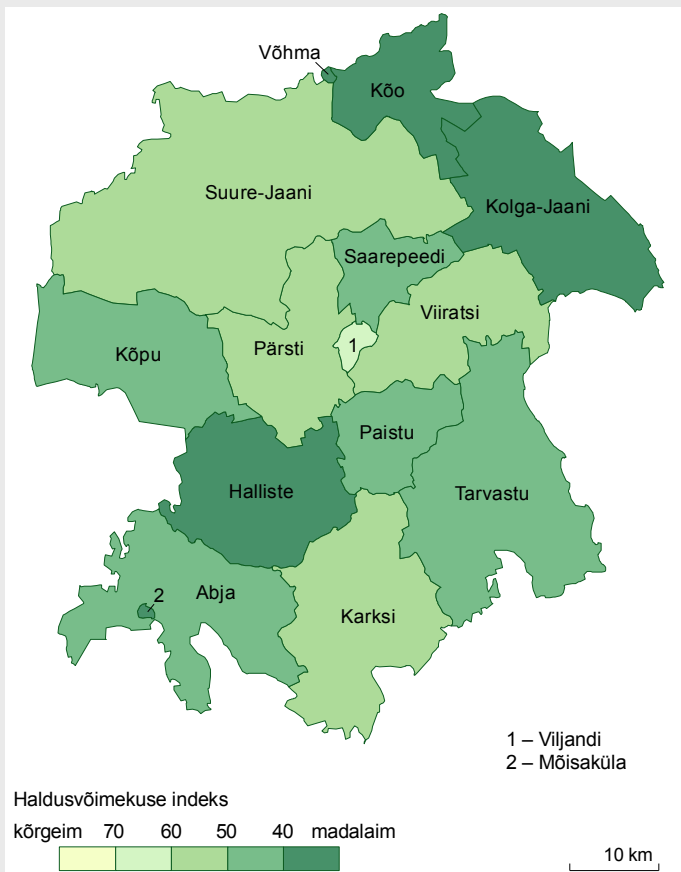 Võhma
Kõo
Suure-Jaani
Kolga-Jaani
Saarepeedi
Viiratsi
1
Kõpu
Pärsti
Paistu
Halliste
Tarvastu
2
Abja
Karksi
1 – Viljandi
2 – Mõisaküla
Haldusvõimekuse indeks
kõrgeim 70 60 50 40 madalaim
10 km